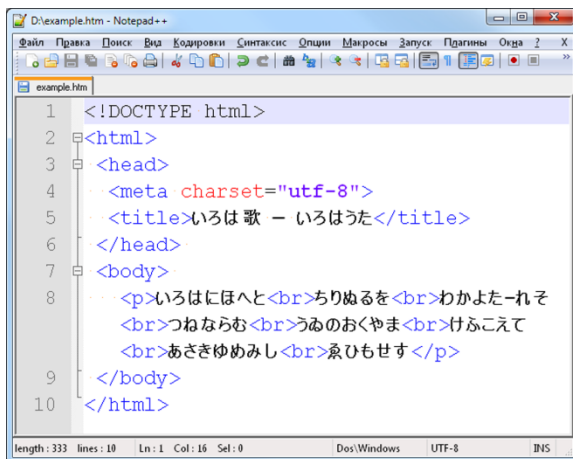 D:\example.htm - Notepad++
Файл Правка Поиск Вид Кодировки Синтаксис Опции Макросы Запуск Плагины Окна ? X
example.htm
1 <!DOCTYPE html>
2 <html>
3 <head>
4 <meta charset="utf-8">
5 <title>いろは歌 ー いろはうた</title>
6 </head>
7 <body>
8 <p>いろはにほへと<br>ちりぬるを<br>わかよたーれそ
<br>つねならむ<br>うゐのおくやま<br>けふこえて
<br>あさきゆめみし<br>ゑひもせす</p>
9 </body>
10 </html>
length : 333 lines : 10 Ln : 1 Col : 16 Sel : 0 Dos\Windows UTF-8 INS